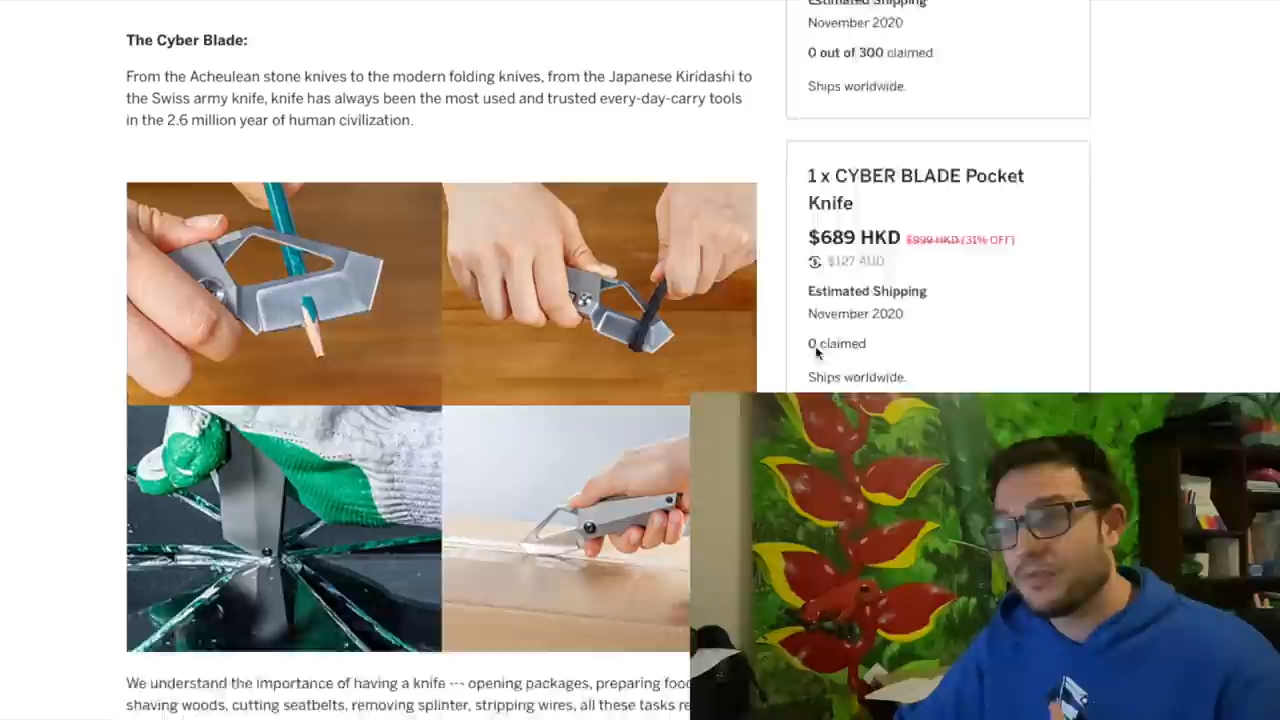 The Cyber Blade:
From the Acheulean stone knives to the modern folding knives, from the Japanese Kiridashi to
the Swiss army knife, knife has always been the most used and trusted every-day-carry tools
in the 2.6 million year of human civilization.
We understand the importance of having a knife --- opening packages, preparing food
shaving woods, cutting seatbelts, removing splinter, stripping wires, all these tasks
Estimated Shipping
November 2020
0 out of 300 claimed
Ships worldwide.
1 x CYBER BLADE Pocket
Knife
$689 HKD $999 HKD (31% OFF)
$127 AUD
Estimated Shipping
November 2020
0 claimed
Ships worldwide.